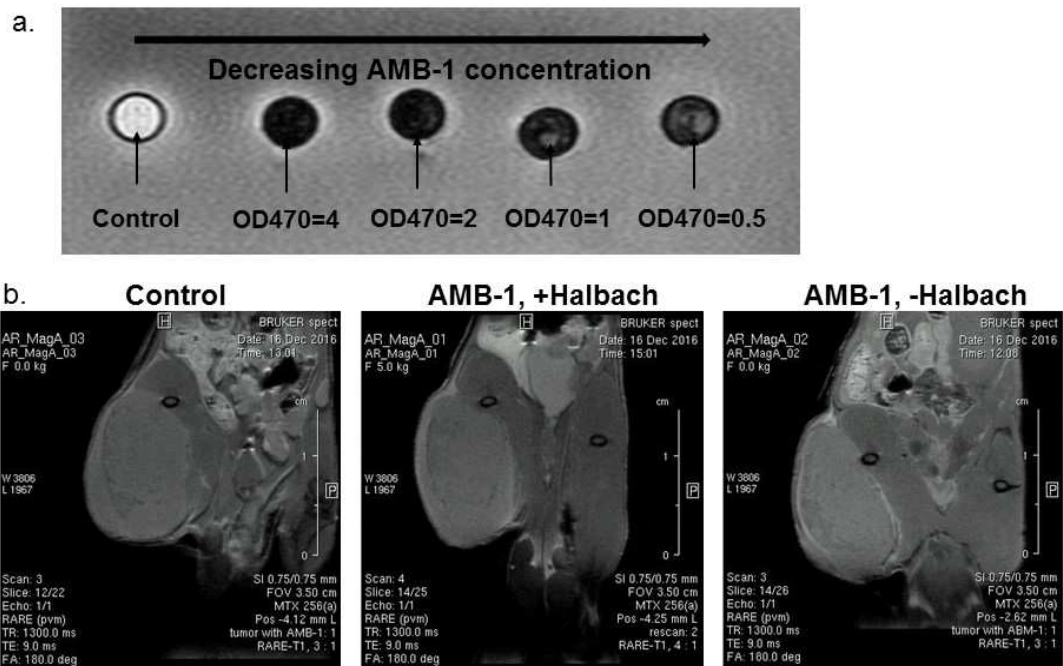 a.
Decreasing AMB-1 concentration
Control
OD470=4
OD470=2
OD470=1
OD470=0.5
b.
Control
AMB-1, +Halbach
AMB-1, -Halbach
H
BRUKER spect
AR_MagA_03
Date: 16 Dec 2016
AR_MagA_03
Time: 13:01
F 0.0 kg
cm
1
W 3806
L 1967
P
0
Scan: 3
SI 0.75/0.75 mm
Slice: 12/22
FOV 3.50 cm
Echo: 1/1
MTX 256(a)
RARE (pvm)
Pos -4.12 mm L
TR: 1300.0 ms
tumor with AMB-1: 1
TE: 9.0 ms
RARE-T1, 3 : 1
FA: 180.0 deg
H
BRUKER spect
AR_MagA_01
Date: 16 Dec 2016
AR_MagA_01
Time: 15:01
F 5.0 kg
cm
1
W 3806
L 1967
P
0
Scan: 4
SI 0.75/0.75 mm
Slice: 14/25
FOV 3.50 cm
Echo: 1/1
MTX 256(a)
RARE (pvm)
Pos -4.25 mm L
TR: 1300.0 ms
rescan: 2
TE: 9.0 ms
RARE-T1, 4 : 1
FA: 180.0 deg
H
BRUKER spect
AR_MagA_02
Date: 16 Dec 2016
AR_MagA_02
Time: 12:08
F 0.0 kg
cm
1
W 3806
L 1967
P
0
Scan: 3
SI 0.75/0.75 mm
Slice: 14/26
FOV 3.50 cm
Echo: 1/1
MTX 256(a)
RARE (pvm)
Pos -2.62 mm L
TR: 1300.0 ms
tumor with ABM-1: 1
TE: 9.0 ms
RARE-T1, 3 : 1
FA: 180.0 deg